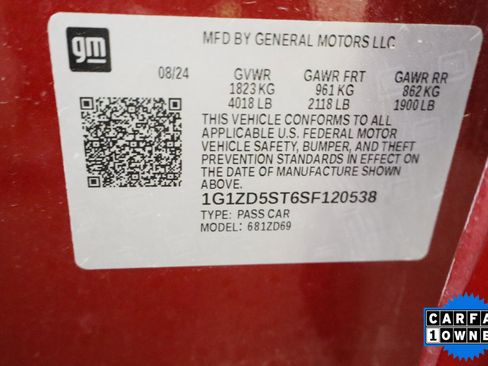 gm
MFD BY GENERAL MOTORS LLC
08/24 GVWR GAWR FRT GAWR RR
1823 KG 961 KG 862 KG
4018 LB 2118 LB 1900 LB
THIS VEHICLE CONFORMS TO ALL
APPLICABLE U.S. FEDERAL MOTOR
VEHICLE SAFETY, BUMPER, AND THEFT
PREVENTION STANDARDS IN EFFECT ON
THE DATE OF MANUFACTURE SHOWN
ABOVE.
1G1ZD5ST6SF120538
TYPE: PASS CAR
MODEL: 681ZD69
CARFA
1 OWNE